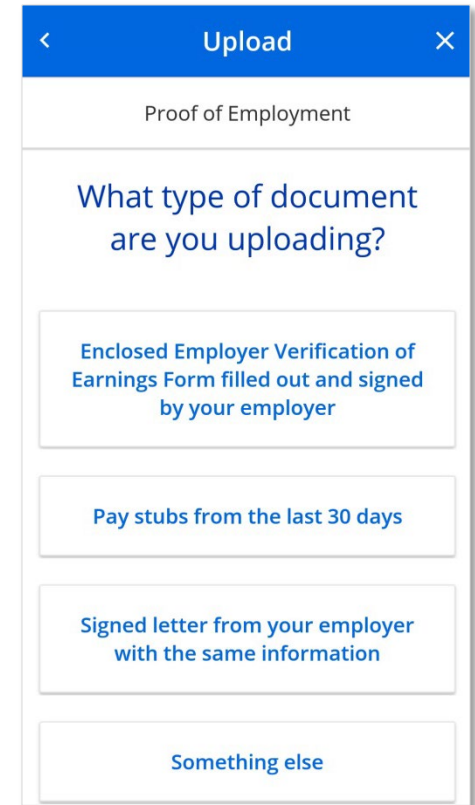 Upload
Proof of Employment
What type of document
are you uploading?
Enclosed Employer Verification of
Earnings Form filled out and signed
by your employer
Pay stubs from the last 30 days
Signed letter from your employer
with the same information
Something else